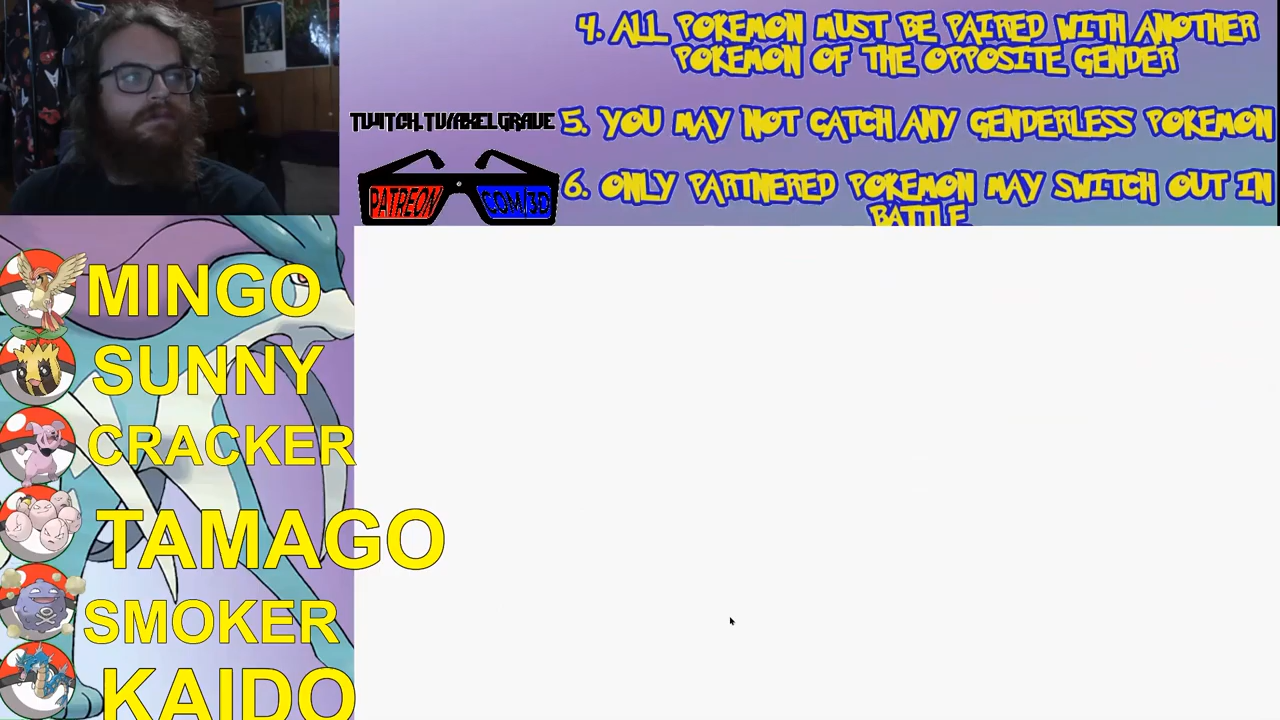 4. ALL POKEMON MUST BE PAIRED WITH ANOTHER
POKEMON OF THE OPPOSITE GENDER
TWITCH.TV/AXELGRAVE
5. YOU MAY NOT CATCH ANY GENDERLESS POKEMON
PATREON COM/3D
6. ONLY PARTNERED POKEMON MAY SWITCH OUT IN
BATTLE
MINGO
SUNNY
CRACKER
TAMAGO
SMOKER
KAIDO